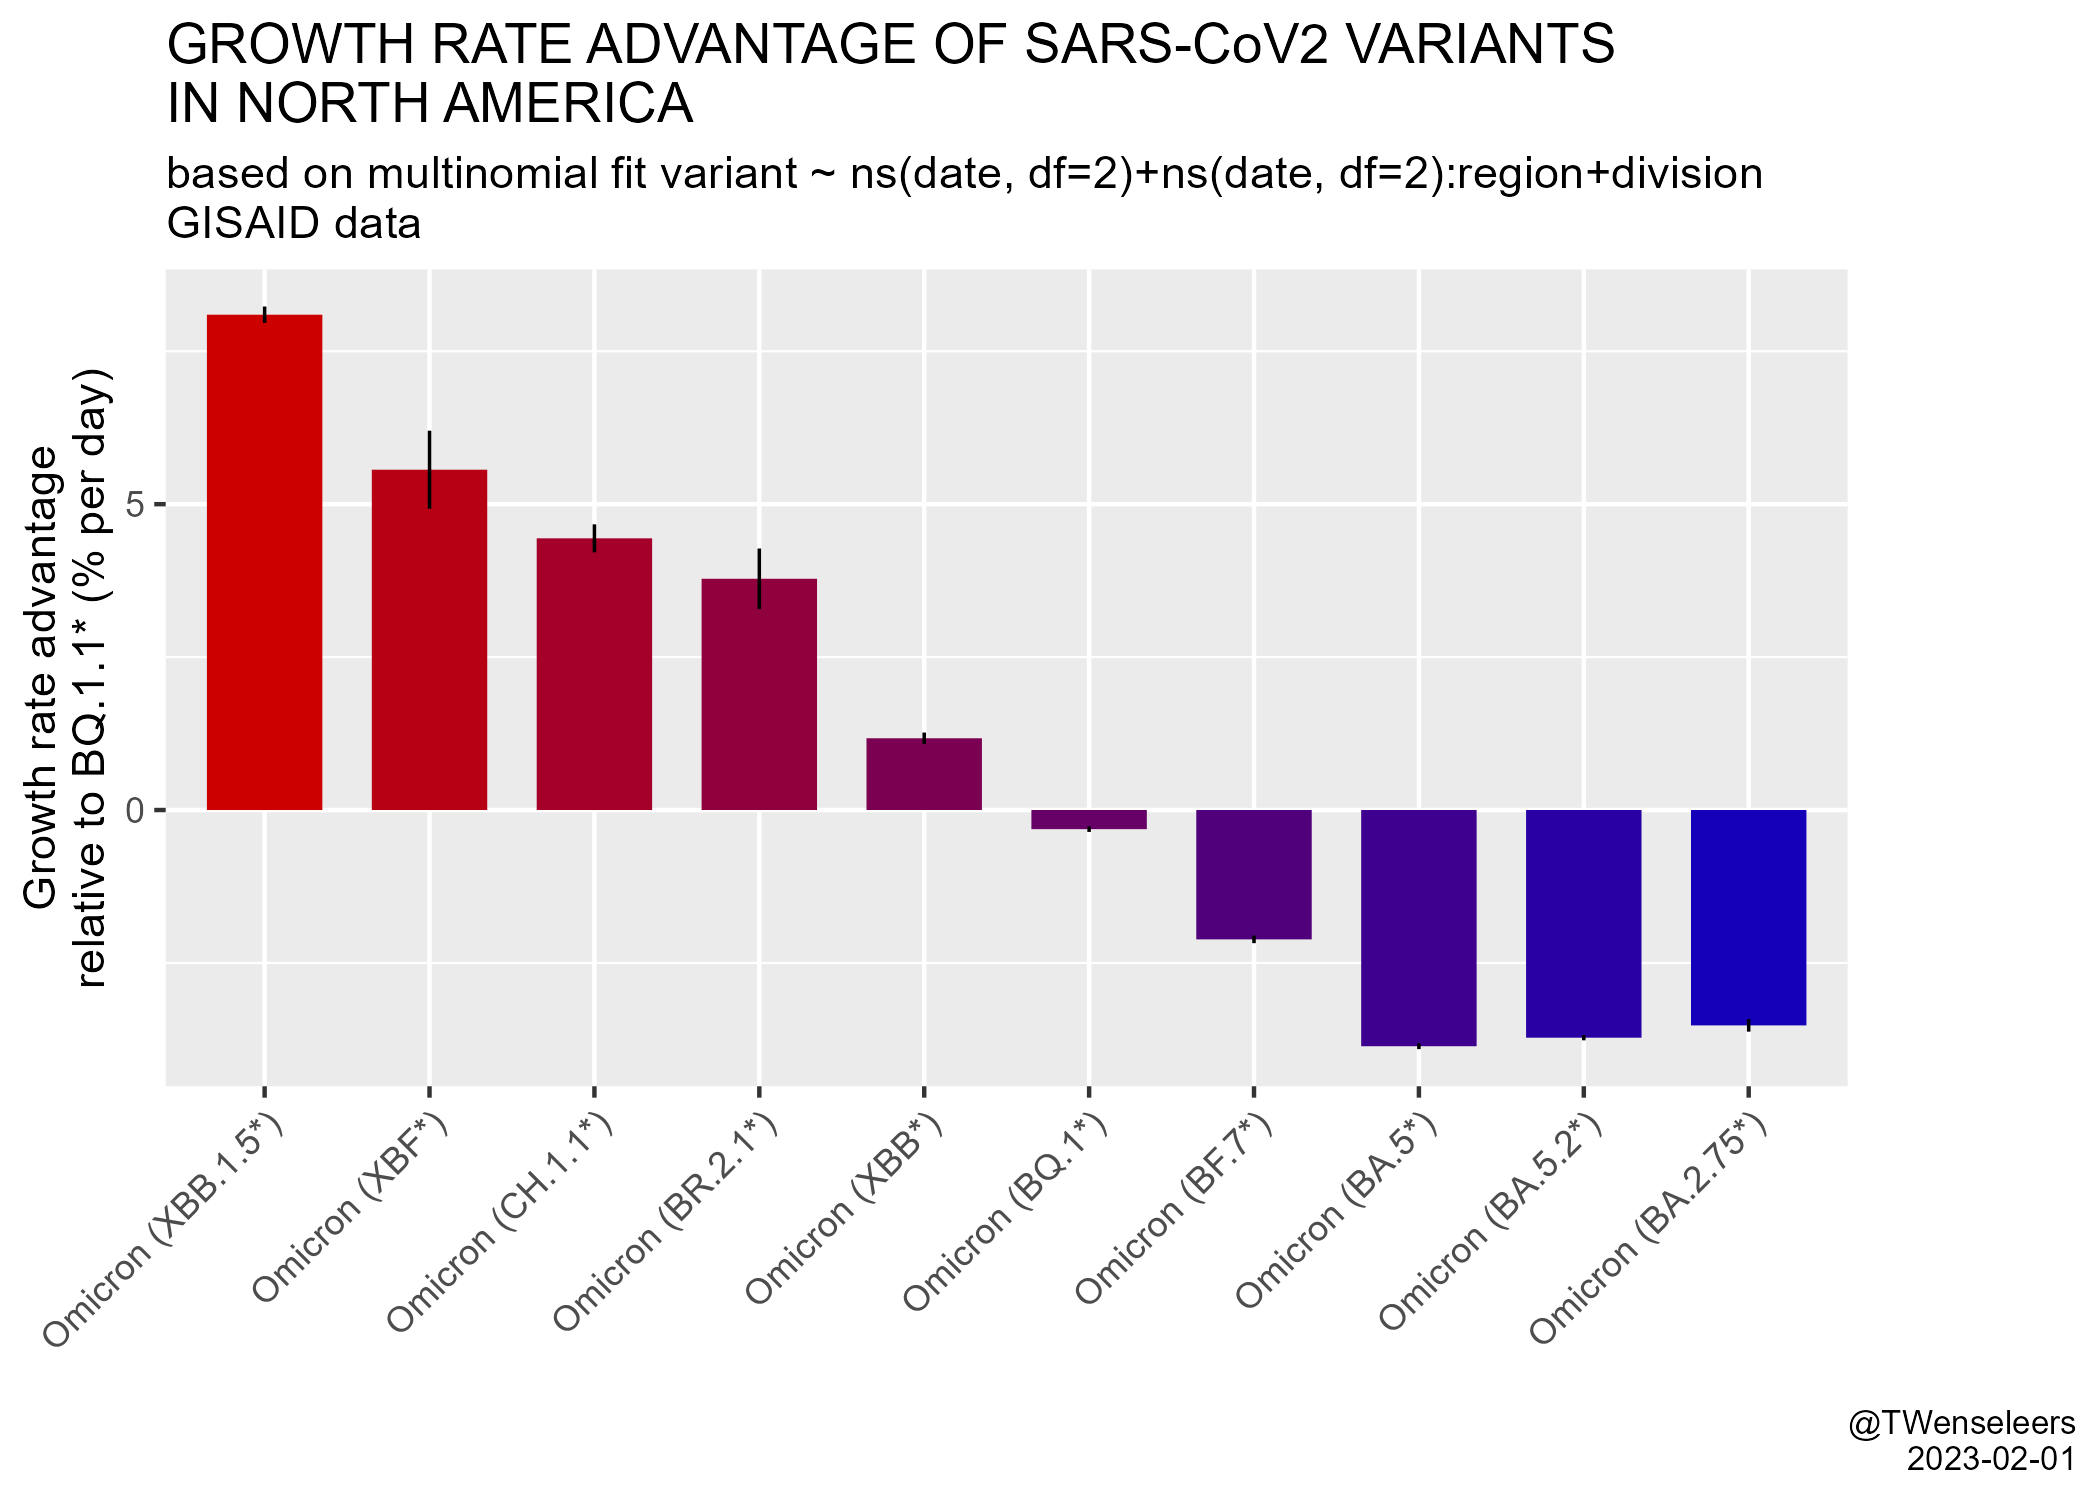 GROWTH RATE ADVANTAGE OF SARS-CoV2 VARIANTS
IN NORTH AMERICA
based on multinomial fit variant ~ ns(date, df=2)+ns(date, df=2):region+division
GISAID data
Growth rate advantage
relative to BQ.1.1* (% per day)
5
0
Omicron (XBB.1.5*)
Omicron (XBF*)
Omicron (CH.1.1*)
Omicron (BR.2.1*)
Omicron (XBB*)
Omicron (BQ.1*)
Omicron (BF.7*)
Omicron (BA.5*)
Omicron (BA.5.2*)
Omicron (BA.2.75*)
@TWenseleers
2023-02-01